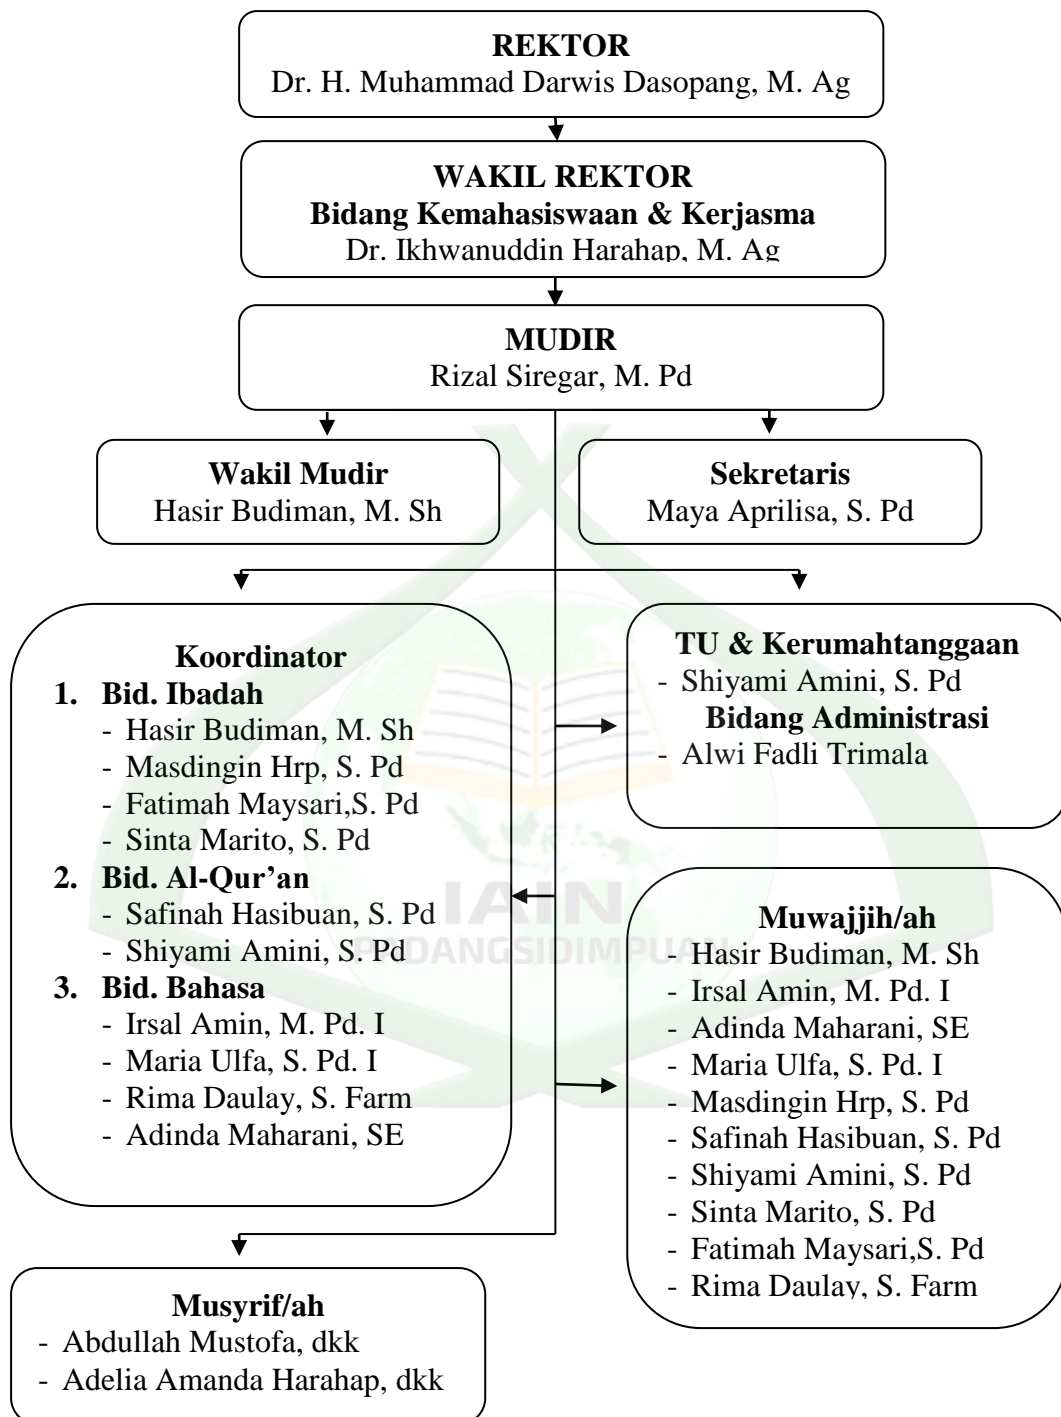 REKTOR
Dr. H. Muhammad Darwis Dasopang, M. Ag
WAKIL REKTOR
Bidang Kemahasiswaan & Kerjasma
Dr. Ikhwanuddin Harahap, M. Ag
MUDIR
Rizal Siregar, M. Pd
Wakil Mudir
Hasir Budiman, M. Sh
Sekretaris
Maya Aprilisa, S. Pd
Koordinator
1. Bid. Ibadah
- Hasir Budiman, M. Sh
- Masdingin Hrp, S. Pd
- Fatimah Maysari,S. Pd
- Sinta Marito, S. Pd
2. Bid. Al-Qur’an
- Safinah Hasibuan, S. Pd
- Shiyami Amini, S. Pd
3. Bid. Bahasa
- Irsal Amin, M. Pd. I
- Maria Ulfa, S. Pd. I
- Rima Daulay, S. Farm
- Adinda Maharani, SE
TU & Kerumahtanggaan
- Shiyami Amini, S. Pd
Bidang Administrasi
- Alwi Fadli Trimala
Muwajjih/ah
- Hasir Budiman, M. Sh
- Irsal Amin, M. Pd. I
- Adinda Maharani, SE
- Maria Ulfa, S. Pd. I
- Masdingin Hrp, S. Pd
- Safinah Hasibuan, S. Pd
- Shiyami Amini, S. Pd
- Sinta Marito, S. Pd
- Fatimah Maysari,S. Pd
- Rima Daulay, S. Farm
Musyrif/ah
- Abdullah Mustofa, dkk
- Adelia Amanda Harahap, dkk
IAIN
PADANGSIDIMPUAN